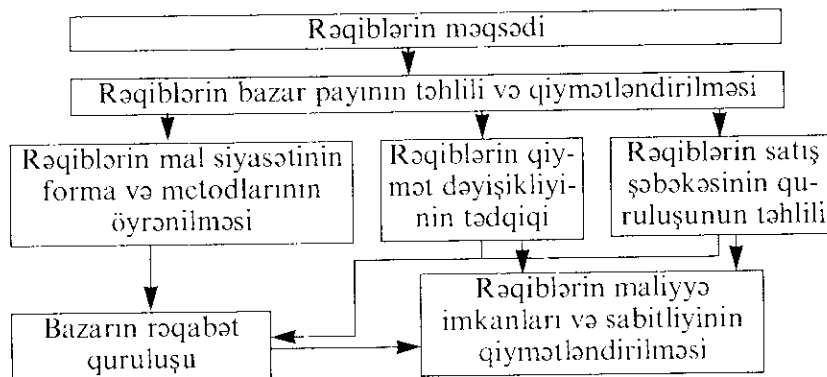 Rəqiblərin məqsədi
Rəqiblərin bazar payının təhlili və qiymətləndirilməsi
Rəqiblərin mal siyasətinin
forma və metodlarının
öyrənilməsi
Rəqiblərin qiy-
mət dəyişikliyi-
nin tədqiqi
Rəqiblərin satış
şəbəkəsinin qu-
ruluşunun təhlili
Bazarın rəqabət
quruluşu
Rəqiblərin maliyyə
imkanları və sabitliyinin
qiymətləndirilməsi